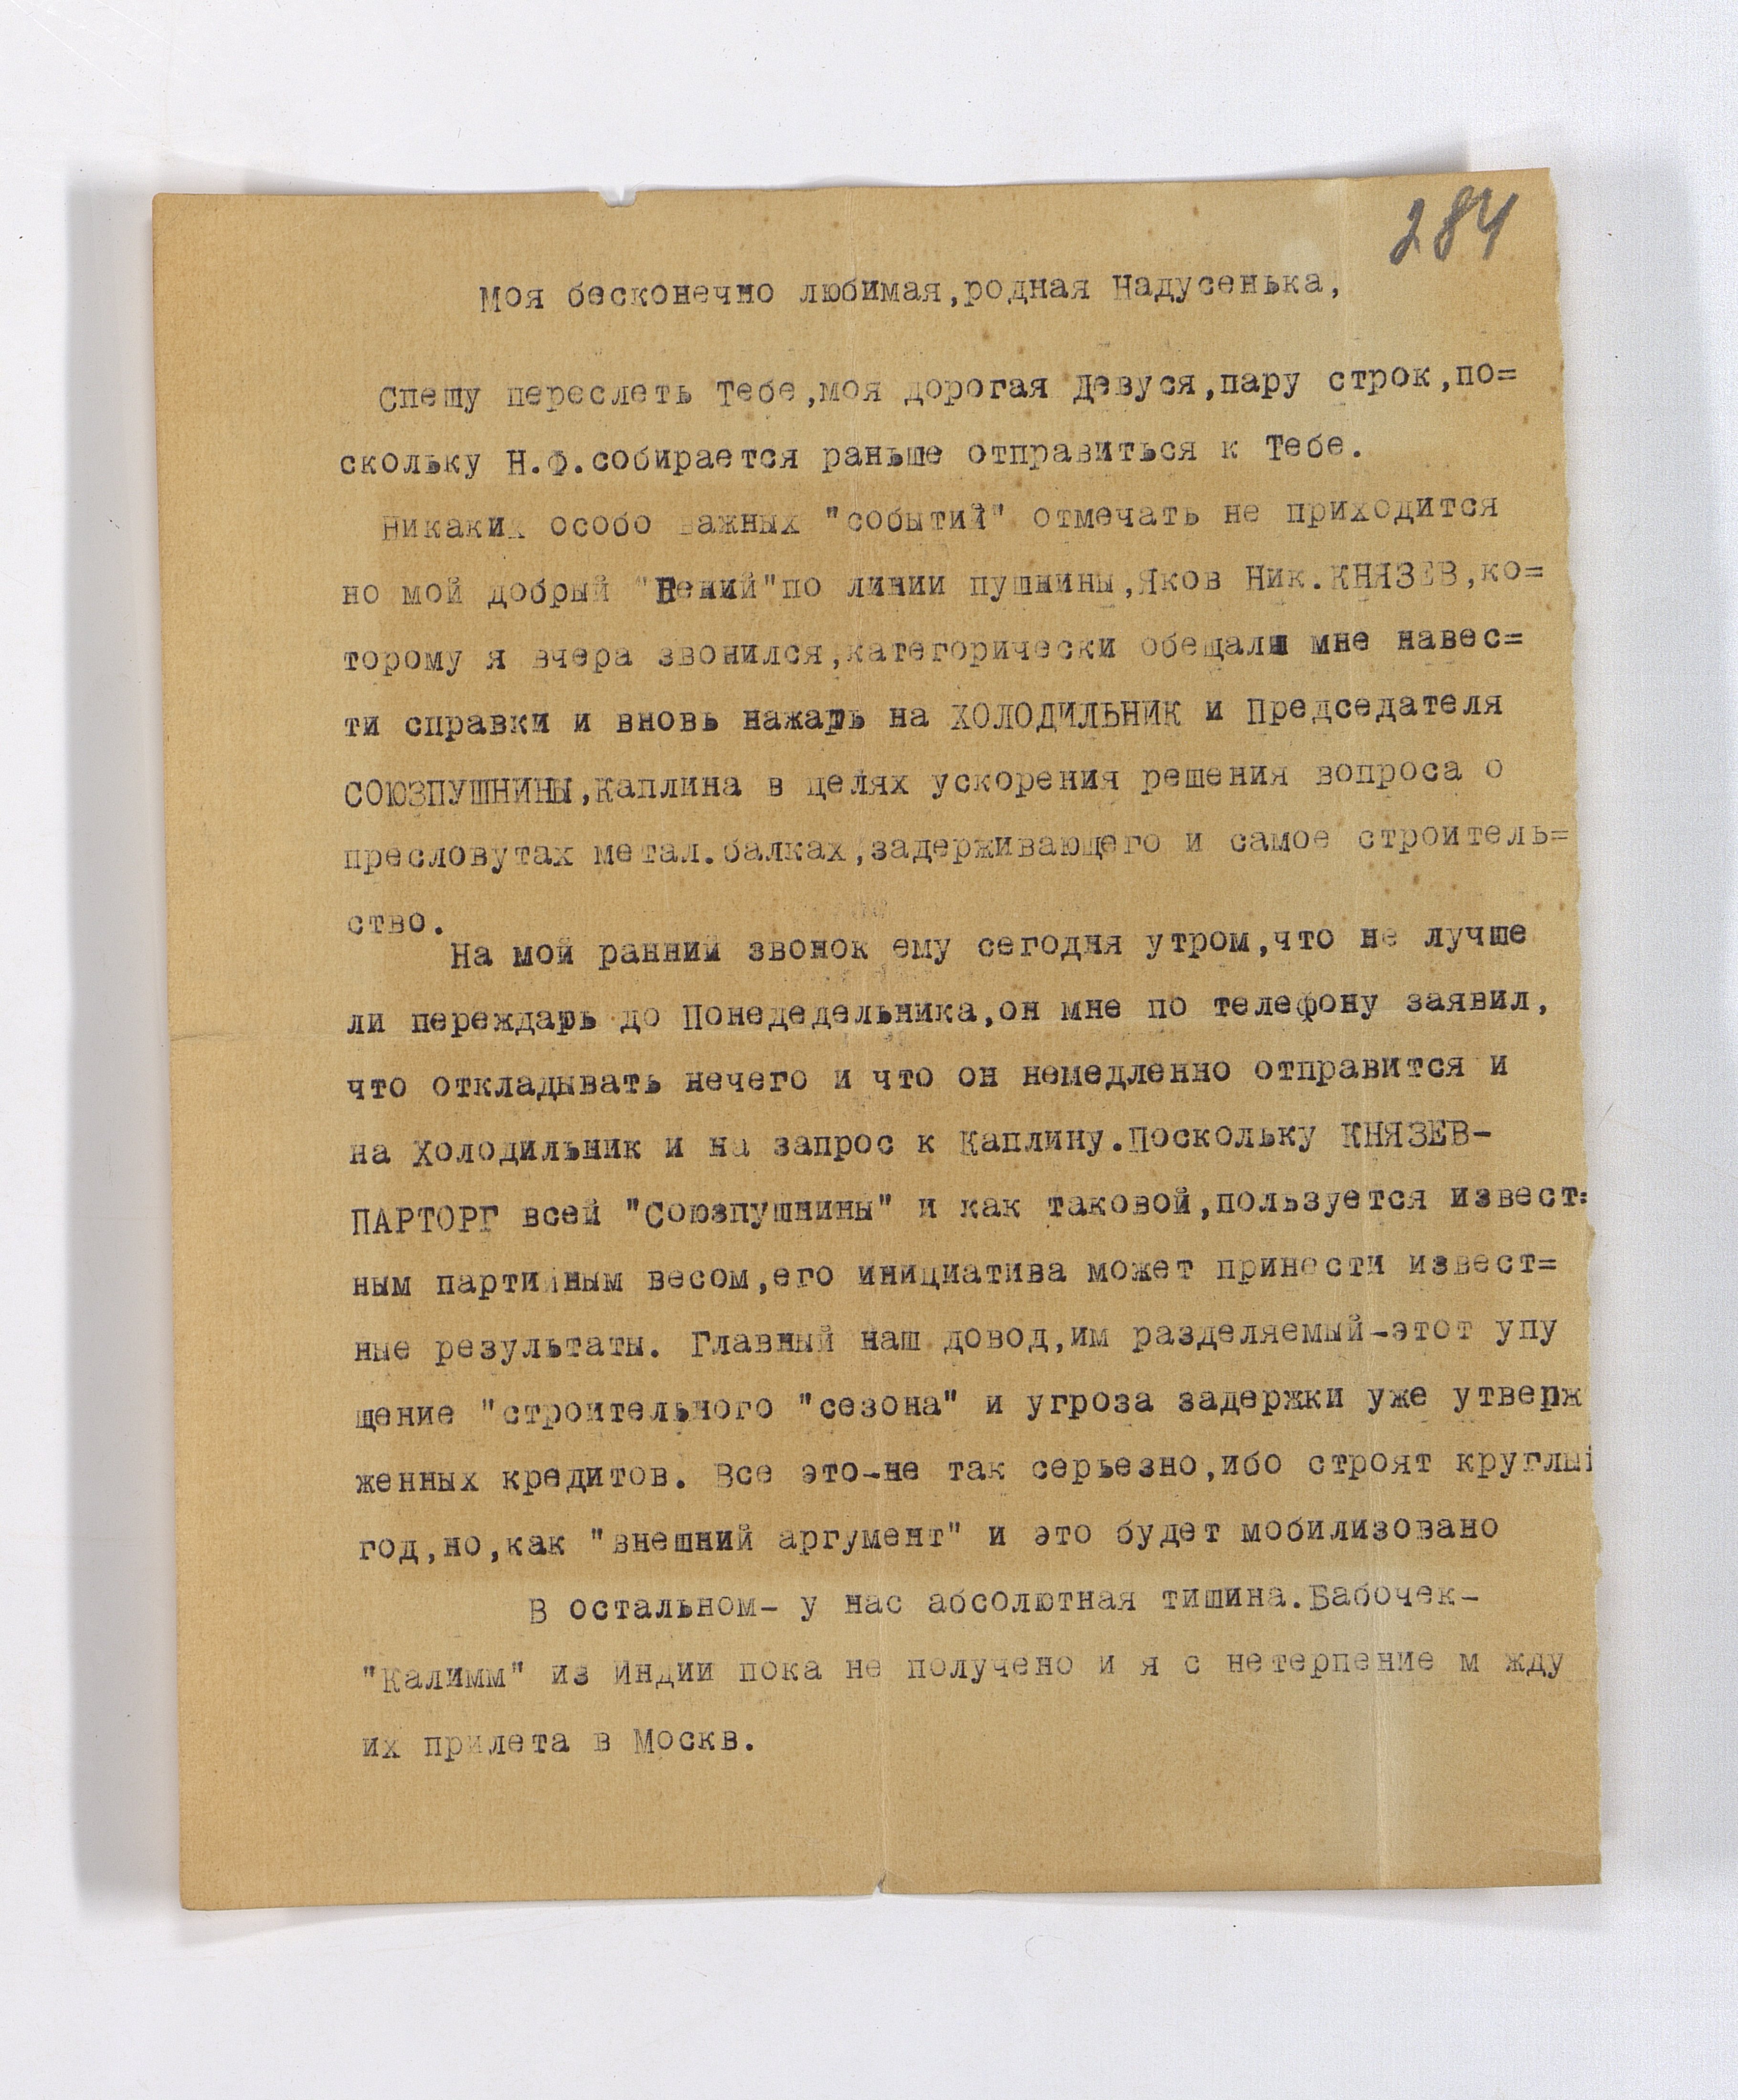 284
Моя бесконечно любимая,родная Надусенька,
Спешу переслеть Тебе,моя дорогая Девуся,пару строк,по=
скольку Н.Ф.собирается раньше отправиться к Тебе.
Никаких особо важных "событий" отмечать не приходится
но мой добрый "Гений"по линии пушнины,Яков Ник.КНЯЗЕВ,ко=
торому я вчера звонился,категорически обещал мне навес=
ти справки и вновь нажать на ХОЛОДИЛЬНИК и Председателя
СОЮЗПУШНИНЫ,Каплина в целях ускорения решения вопроса о
пресловутах метал.балках,задерживающего и самое строитель=
ство.
На мой ранний звонок ему сегодня утром,что не лучше
ли переждать до Понедедельника,он мне по телефону заявил,
что откладывать нечего и что он немедленно отправится и
на Холодильник и на запрос к Каплину.Поскольку КНЯЗЕВ-
ПАРТОРГ всей "Союзпушнины" и как таковой,пользуется извест=
ным партийным весом,его инициатива может принести извест=
ные результаты. Главный наш довод,им разделяемый-этот упу
щение "строительного "сезона" и угроза задержки уже утверж
женных кредитов. Все это-не так серьезно,ибо строят круглый
год,но,как "внешний аргумент" и это будет мобилизовано
В остальном- у нас абсолютная тишина.Бабочек-
"Калимм" из Индии пока не получено и я с нетерпение м жду
их прилета в Москв.